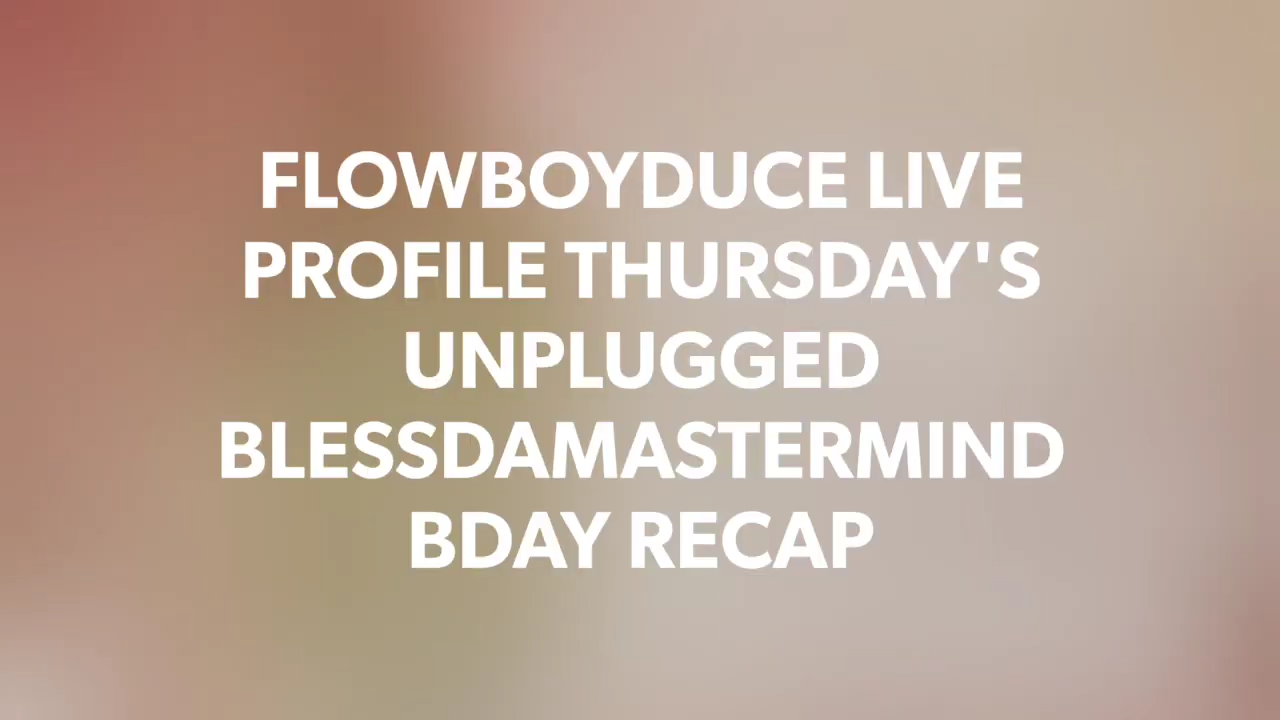 FLOWBOYDUCE LIVE
PROFILE THURSDAY'S
UNPLUGGED
BLESSDAMASTERMIND
BDAY RECAP